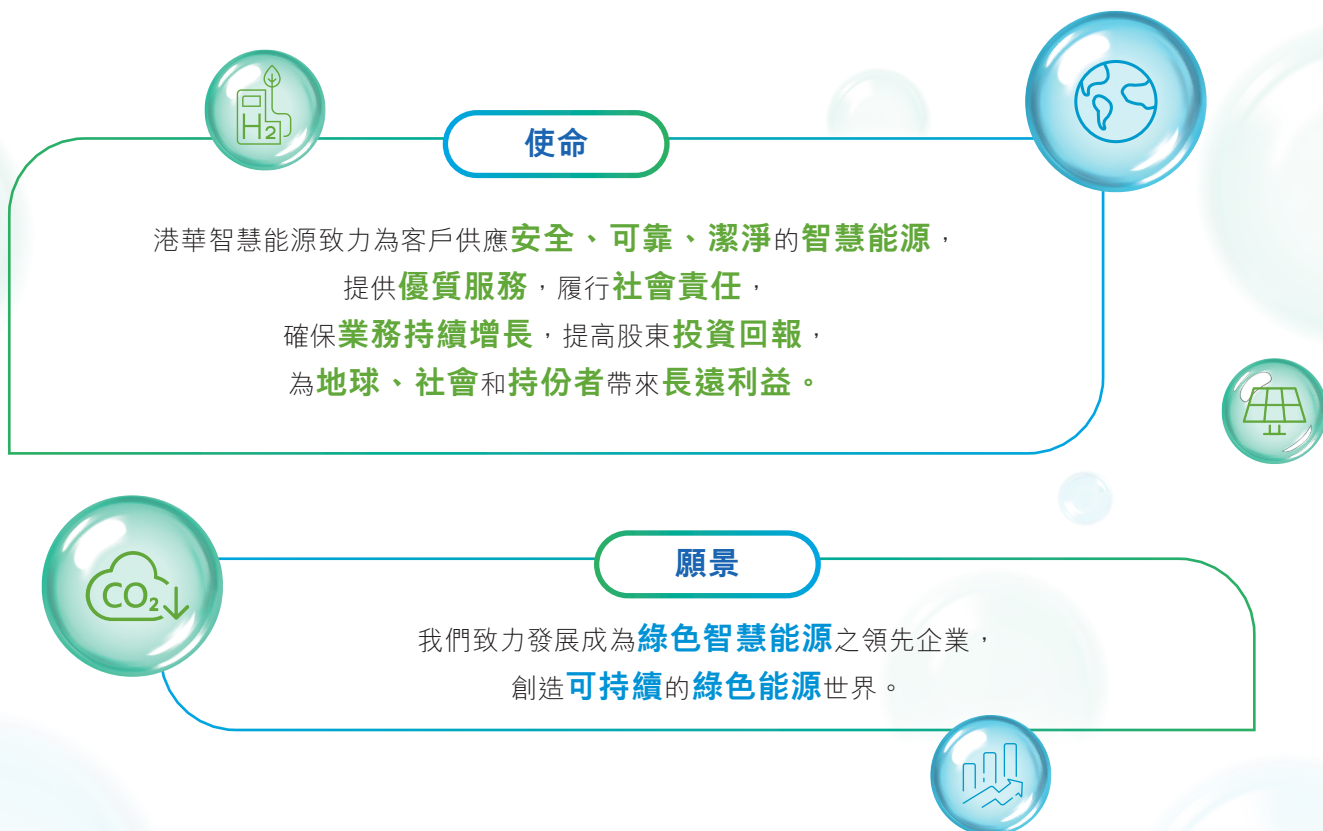 H2
使命
港華智慧能源致力為客戶供應安全、可靠、潔淨的智慧能源，
提供優質服務，履行社會責任，
確保業務持續增長，提高股東投資回報，
為地球、社會和持份者帶來長遠利益。
CO₂
願景
我們致力發展成為綠色智慧能源之領先企業，
創造可持續的綠色能源世界。